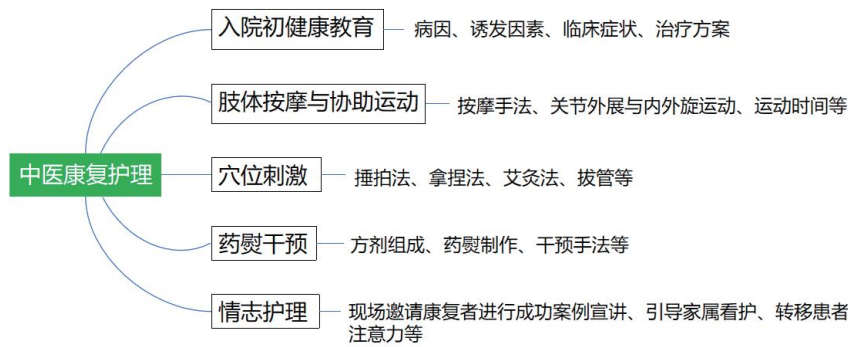 中医康复护理
入院初健康教育
病因、诱发因素、临床症状、治疗方案
肢体按摩与协助运动
按摩手法、关节外展与内外旋运动、运动时间等
穴位刺激
捶拍法、拿捏法、艾灸法、拔管等
药熨干预
方剂组成、药熨制作、干预手法等
情志护理
现场邀请康复者进行成功案例宣讲、引导家属看护、转移患者
注意力等